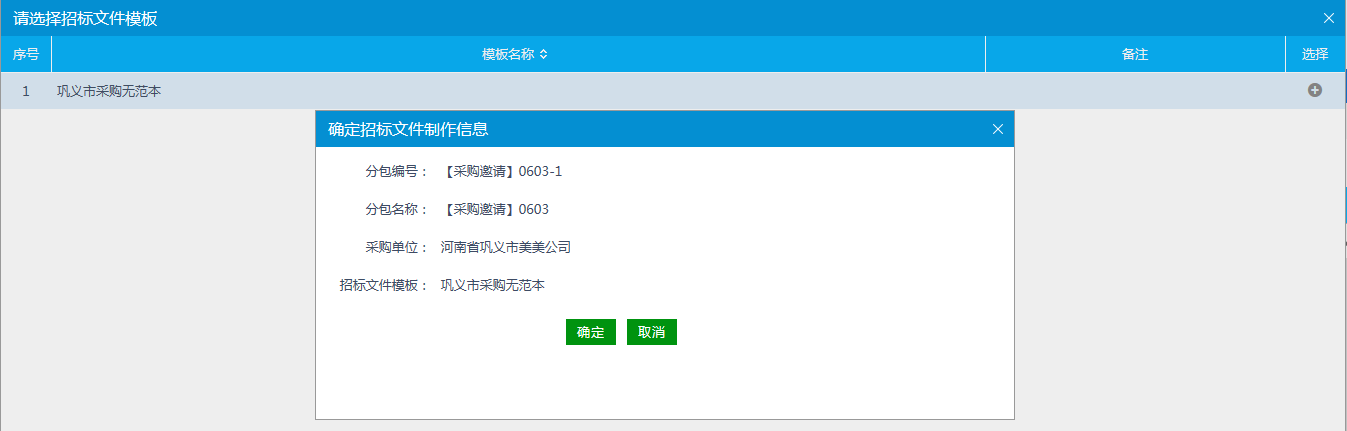 请选择招标文件模板
序号 模板名称 备注 选择
1 巩义市采购无范本
确定招标文件制作信息
分包编号： 【采购邀请】0603-1
分包名称： 【采购邀请】0603
采购单位： 河南省巩义市美美公司
招标文件模板： 巩义市采购无范本
确定 取消